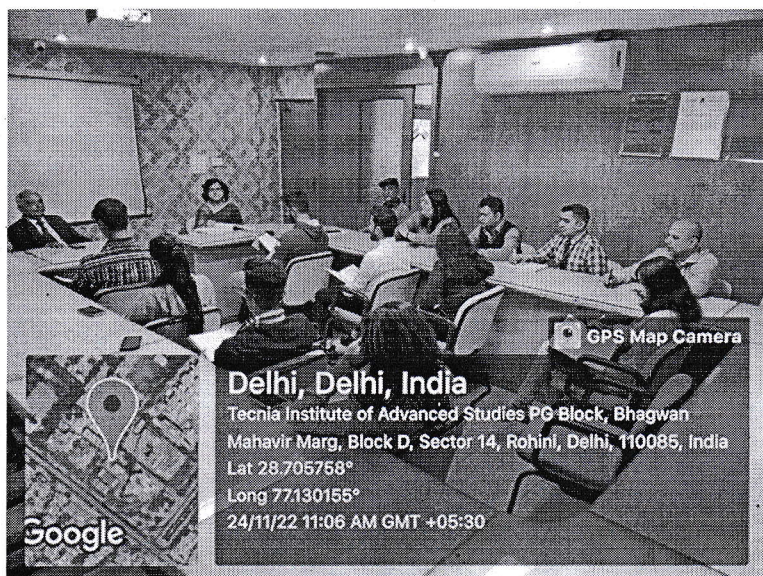 GPS Map Camera
Delhi, Delhi, India
Tecnia Institute of Advanced Studies PG Block, Bhagwan
Mahavir Marg, Block D, Sector 14, Rohini, Delhi, 110085, India
Lat 28.705758°
Long 77.130155°
24/11/22 11:06 AM GMT +05:30
Google